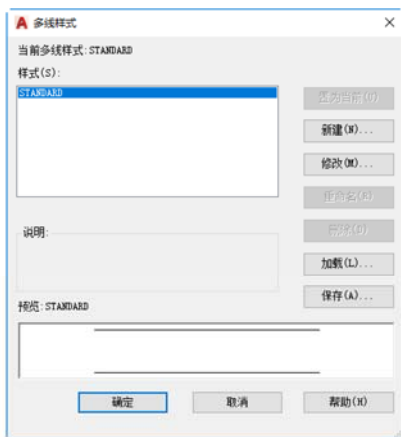 多线样式
当前多线样式:STANDARD
样式(S):
STANDARD
置为当前(U)
新建(N)...
修改(M)...
重命名(R)
说明:
删除(D)
加载(L)...
保存(A)...
预览:STANDARD
确定
取消
帮助(H)